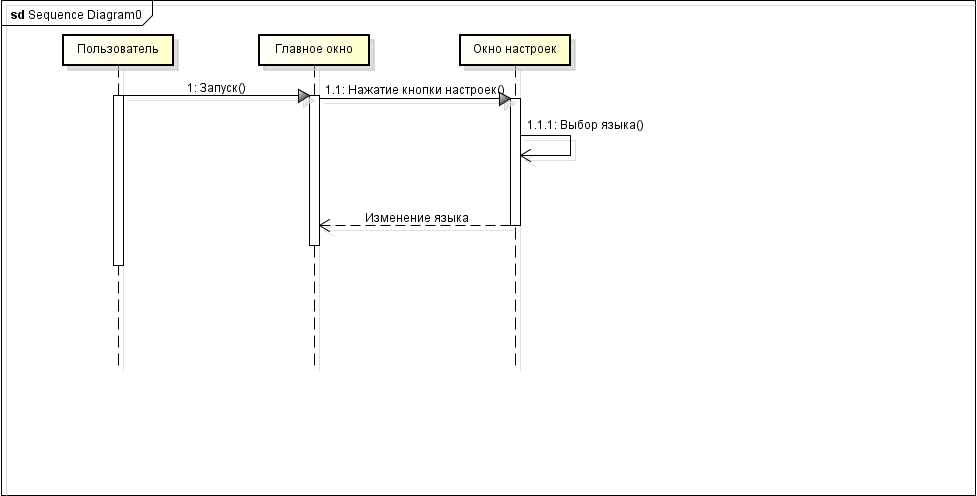 sd Sequence Diagram0
Пользователь
Главное окно
Окно настроек
1: Запуск()
1.1: Нажатие кнопки настроек()
1.1.1: Выбор языка()
Изменение языка